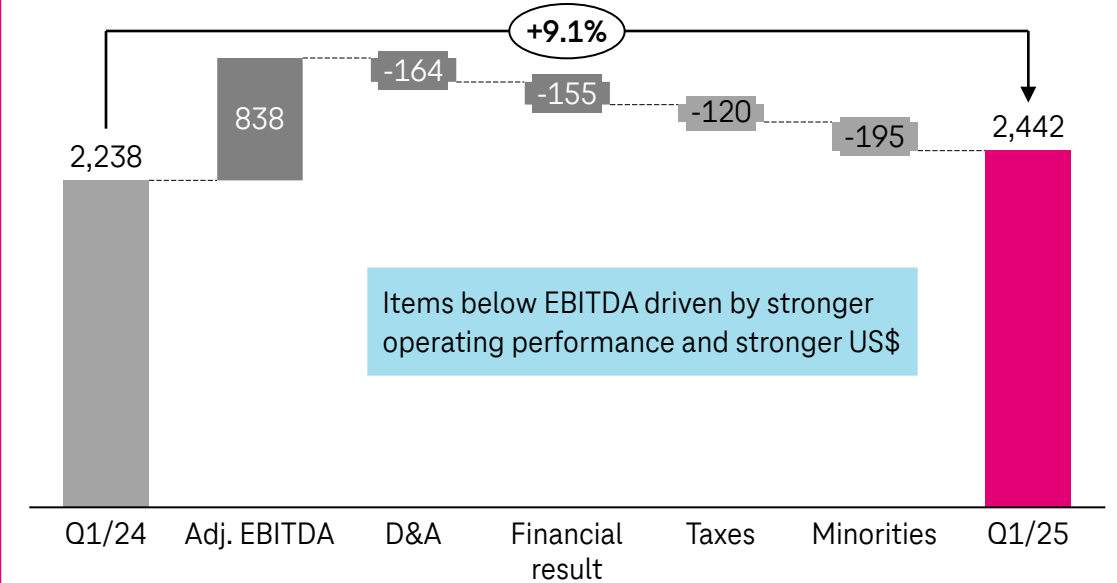 +9.1%
2,238
838
-164
-155
-120
-195
2,442
Items below EBITDA driven by stronger
operating performance and stronger US$
Q1/24
Adj. EBITDA
D&A
Financial
result
Taxes
Minorities
Q1/25